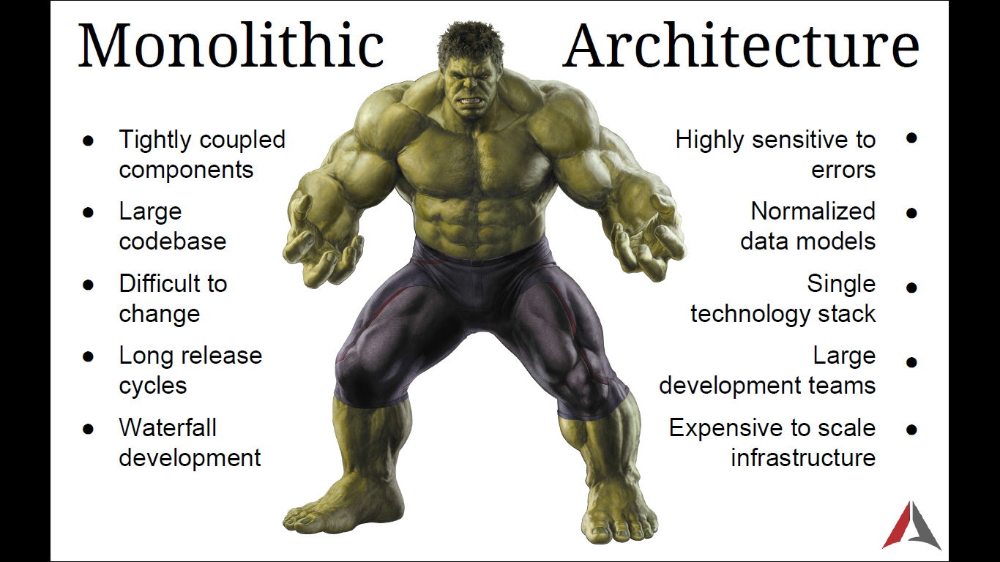 Monolithic Architecture
● Tightly coupled
components
● Large
codebase
● Difficult to
change
● Long release
cycles
● Waterfall
development
Highly sensitive to ●
errors
Normalized ●
data models
Single ●
technology stack
Large ●
development teams
Expensive to scale ●
infrastructure